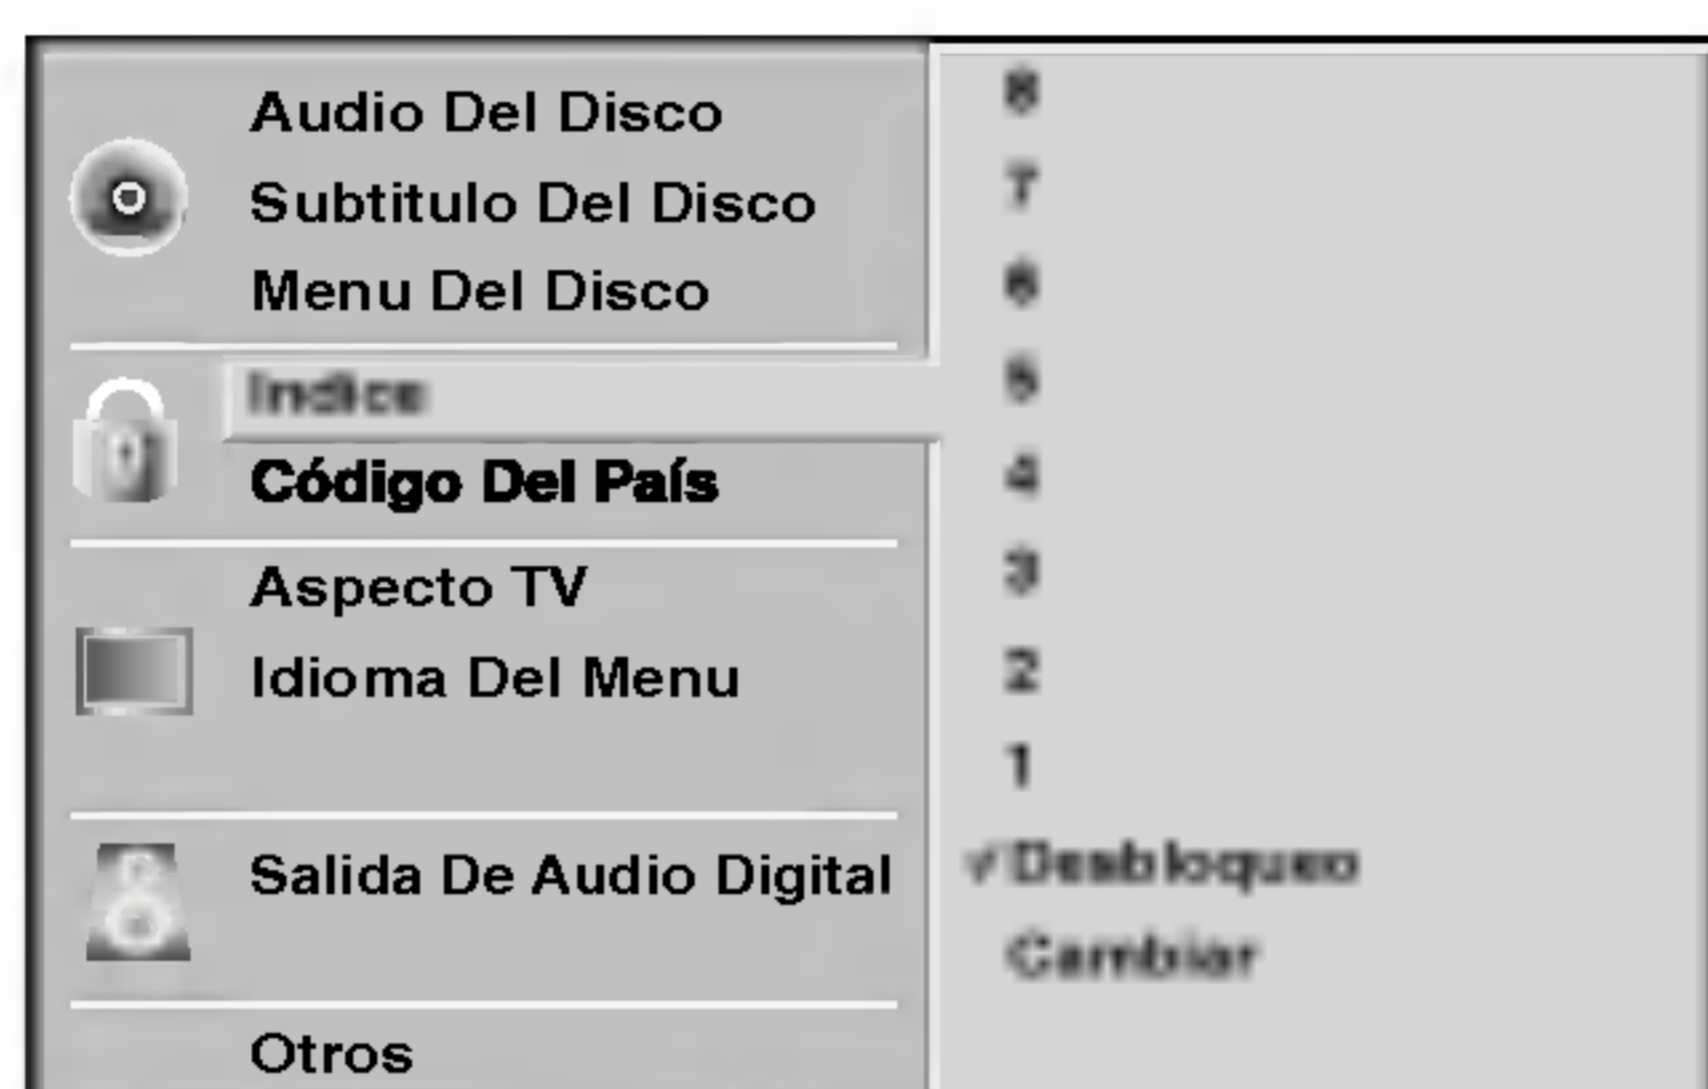 Audio Del Disco
Subtitulo Del Disco
Menu Del Disco
Indice
Código Del País
Aspecto TV
Idioma Del Menu
Salida De Audio Digital
Otros
8
7
6
5
4
3
2
1
√ Desbloqueo
Cambiar